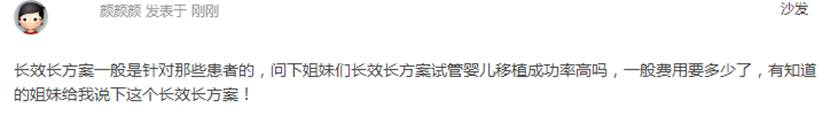 颜颜颜 发表于 刚刚 沙发
长效长方案一般是针对那些患者的，问下姐妹们长效长方案试管婴儿移植成功率高吗，一般费用要多少了，有知道
的姐妹给我说下这个长效长方案！